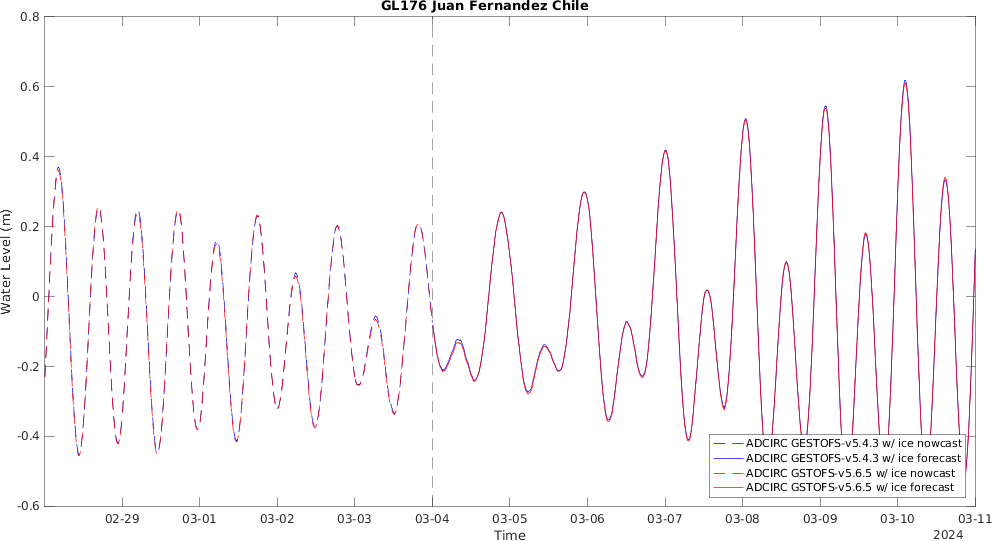 GL176 Juan Fernandez Chile
Water Level (m)
0.8
0.6
0.4
0.2
0
-0.2
-0.4
-0.6
ADCIRC GESTOFS-v5.4.3 w/ ice nowcast
ADCIRC GESTOFS-v5.4.3 w/ ice forecast
ADCIRC GSTOFS-v5.6.5 w/ ice nowcast
ADCIRC GSTOFS-v5.6.5 w/ ice forecast
02-29 03-01 03-02 03-03 03-04 03-05 03-06 03-07 03-08 03-09 03-10 03-11
Time
2024